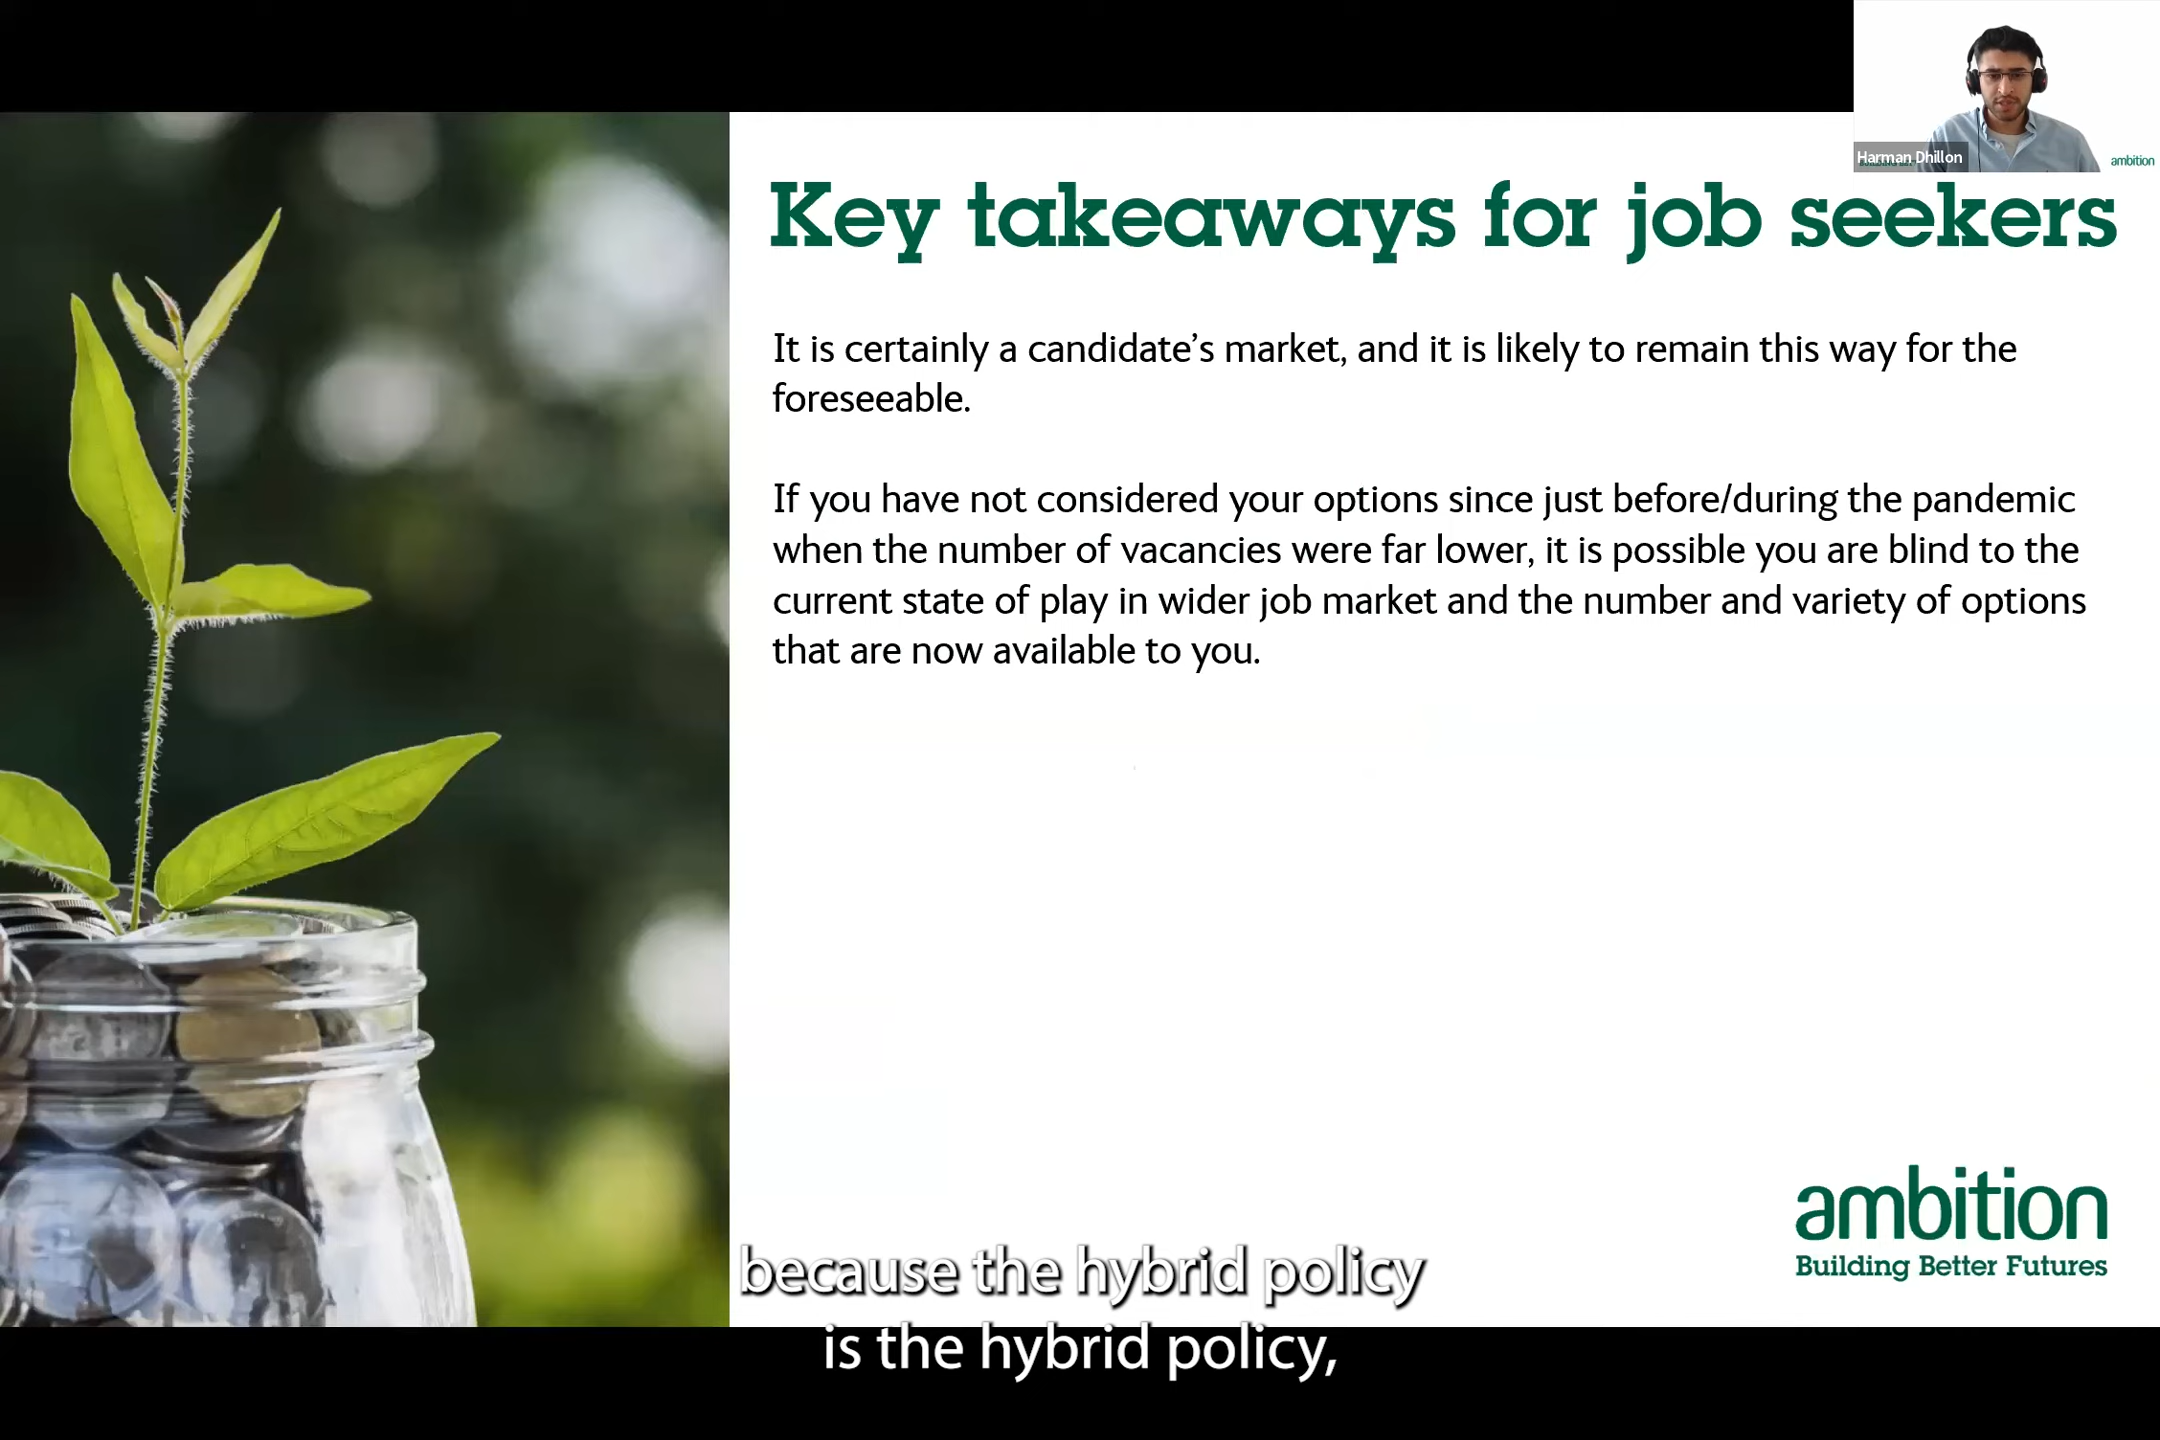 Harman Dhillon
ambition
Key takeaways for job seekers
It is certainly a candidate’s market, and it is likely to remain this way for the
foreseeable.
If you have not considered your options since just before/during the pandemic
when the number of vacancies were far lower, it is possible you are blind to the
current state of play in wider job market and the number and variety of options
that are now available to you.
ambition
Building Better Futures
because the hybrid policy
is the hybrid policy,